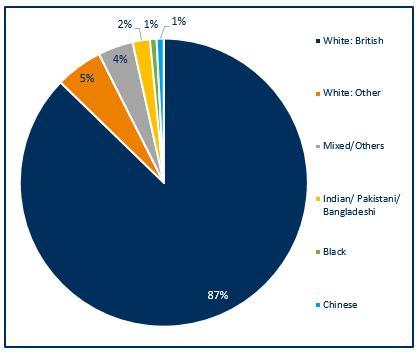 2%
1%
1%
5%
4%
87%
White: British
White: Other
Mixed/Others
Indian/ Pakistani/
Bangladeshi
Black
Chinese